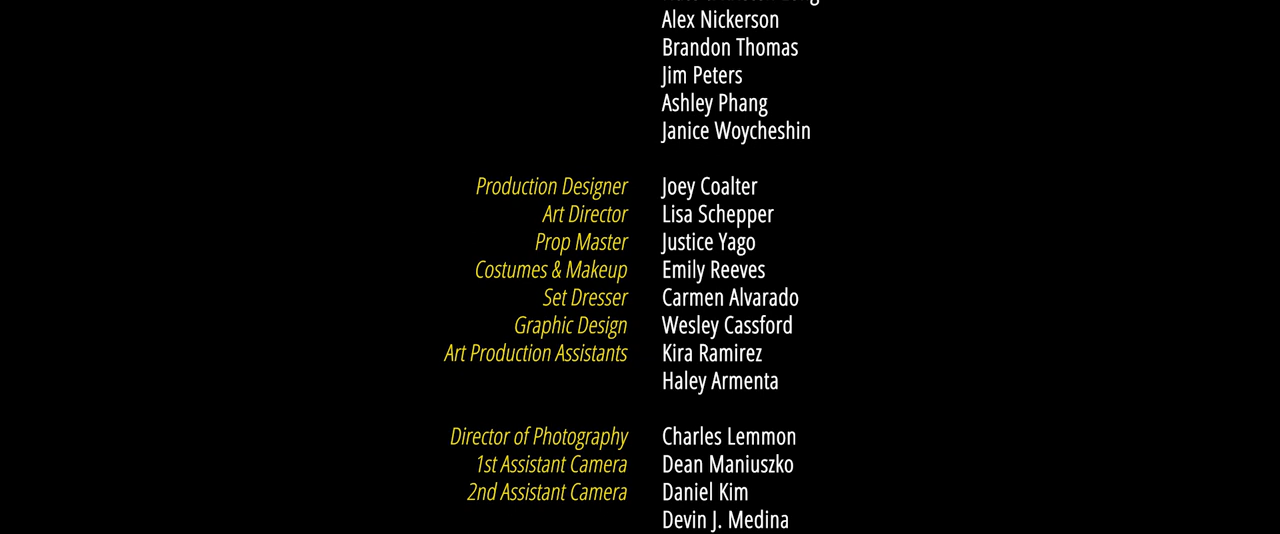 Alex Nickerson
Brandon Thomas
Jim Peters
Ashley Phang
Janice Woycheshin
Production Designer Joey Coalter
Art Director Lisa Schepper
Prop Master Justice Yago
Costumes & Makeup Emily Reeves
Set Dresser Carmen Alvarado
Graphic Design Wesley Cassford
Art Production Assistants Kira Ramirez
Haley Armenta
Director of Photography Charles Lemmon
1st Assistant Camera Dean Maniuszko
2nd Assistant Camera Daniel Kim
Devin J. Medina